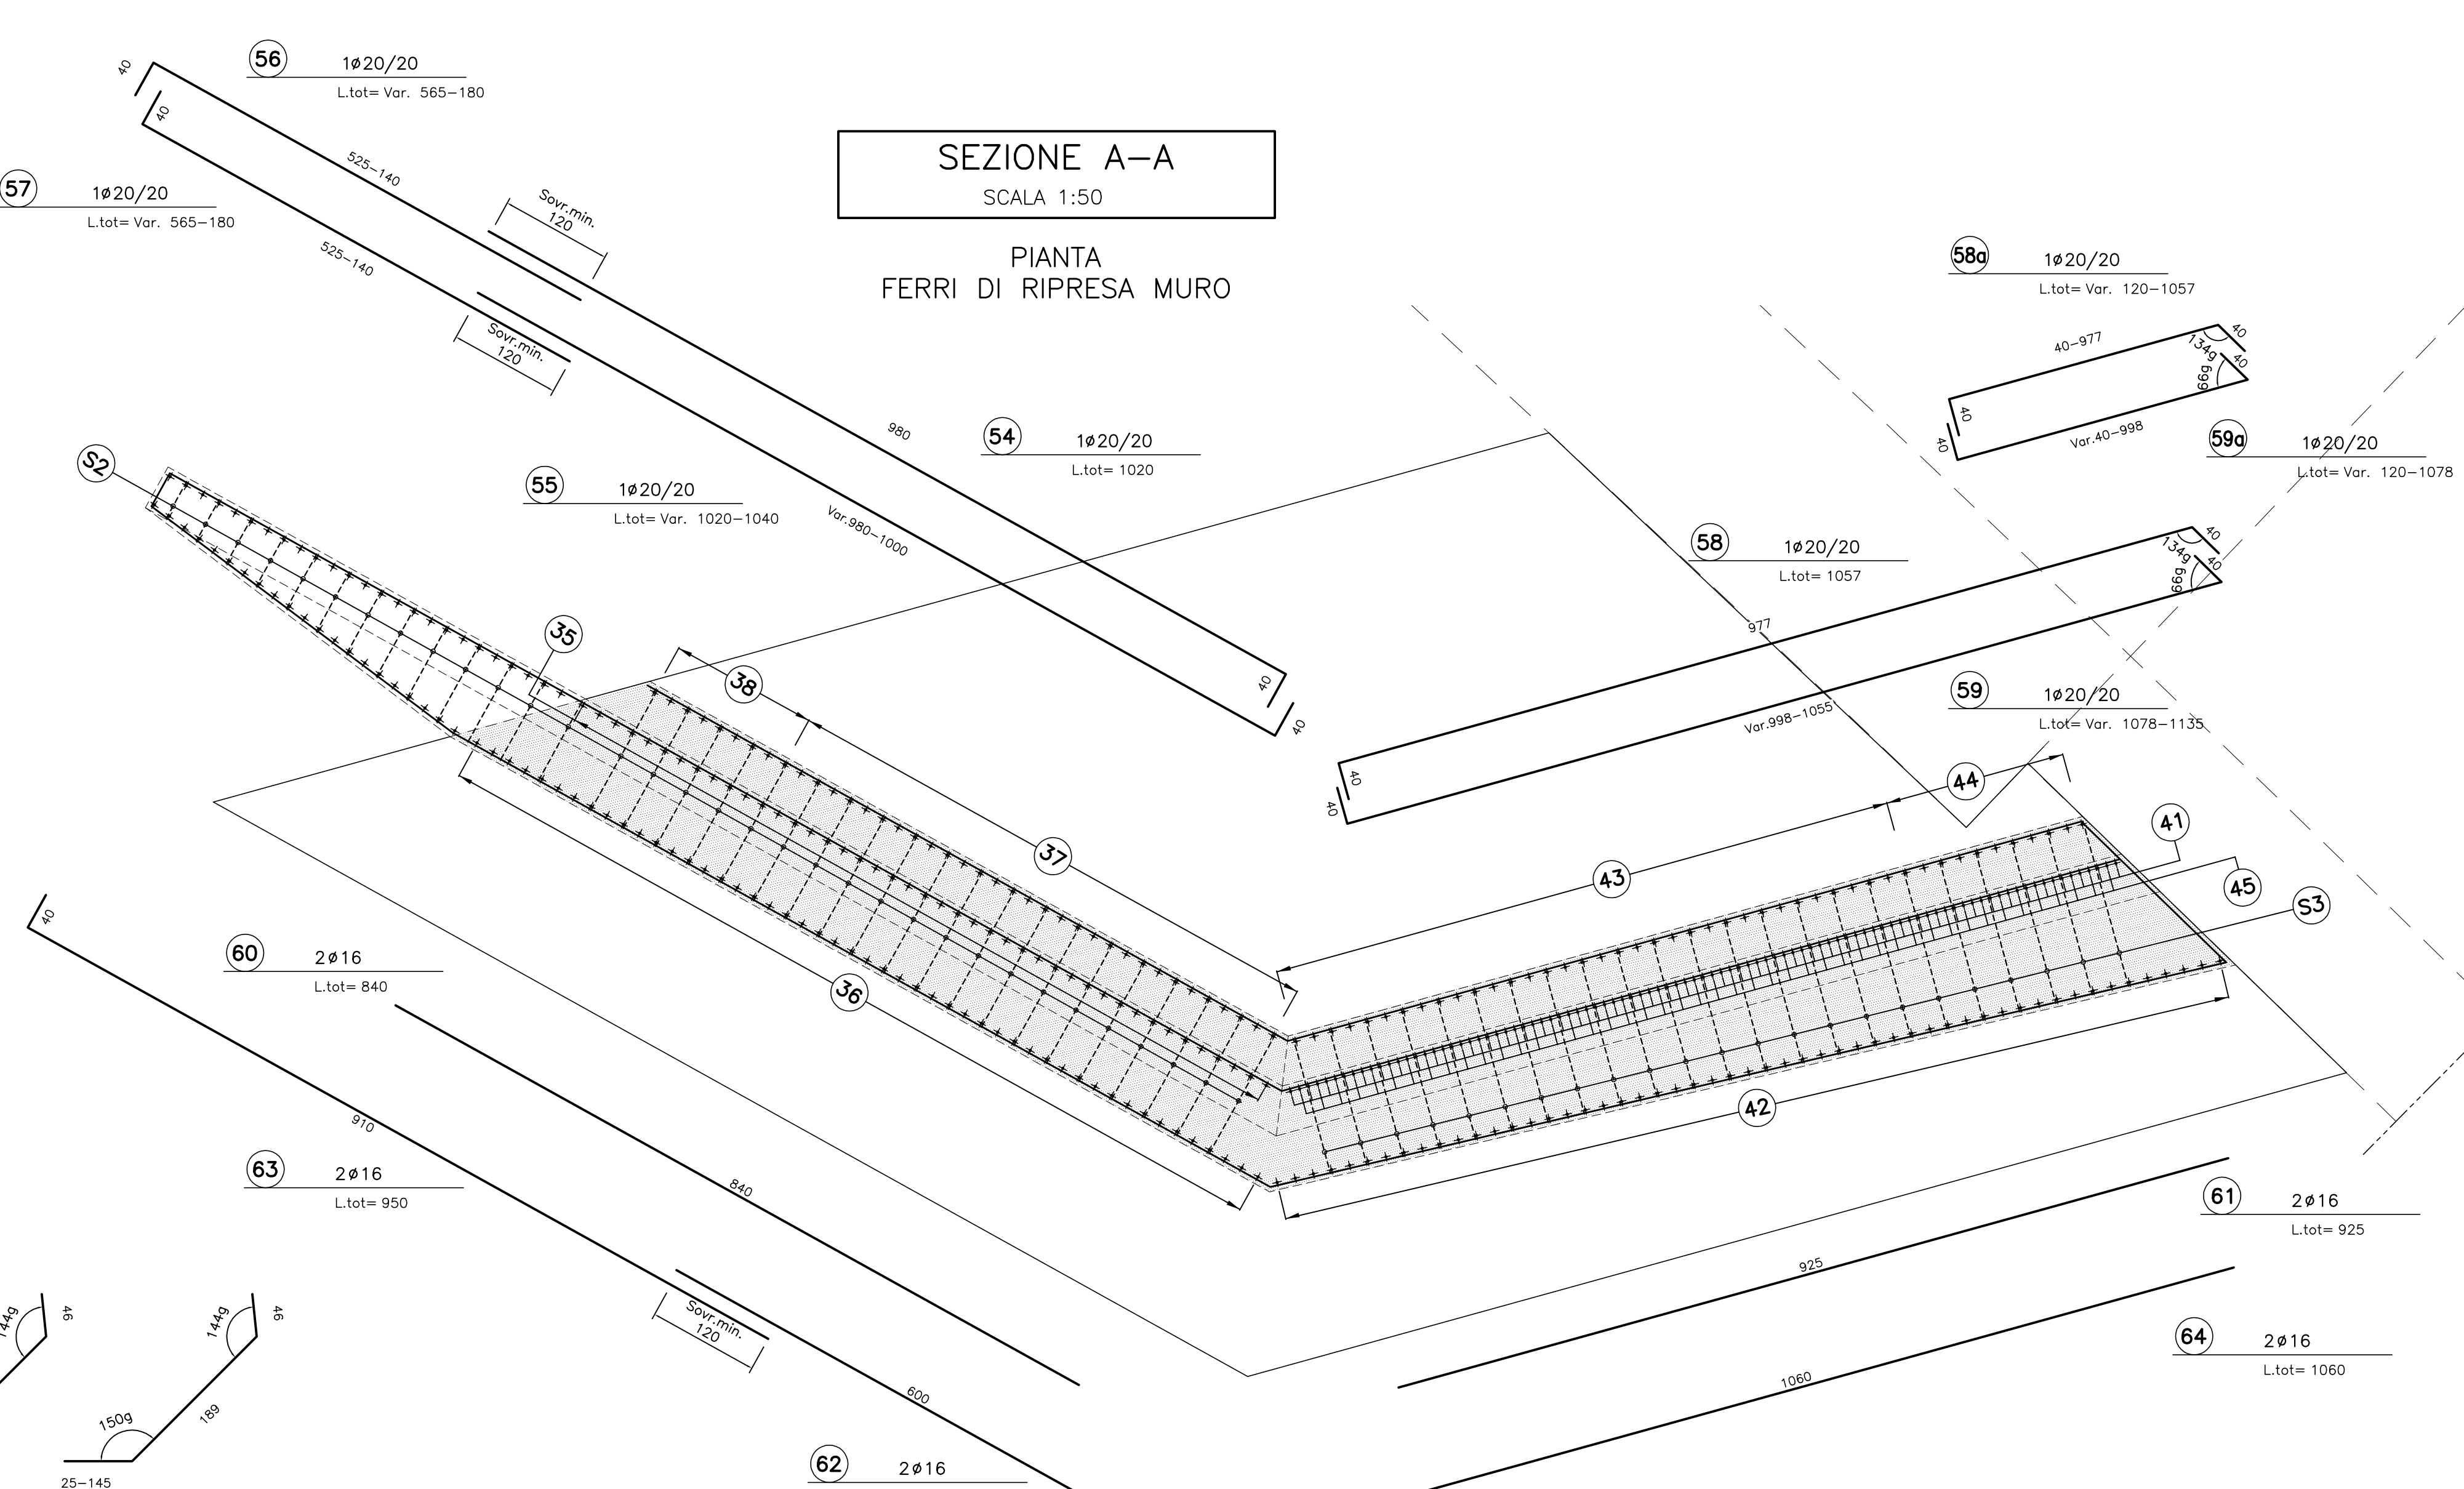 56 1ø20/20
L.tot= Var. 565-180
40
40
57 1ø20/20
L.tot= Var. 565-180
525-140
525-140
Sovr.min.
120
Sovr.min.
120
SEZIONE A-A
SCALA 1:50
PIANTA
FERRI DI RIPRESA MURO
58a 1ø20/20
L.tot= Var. 120-1057
40-977
40
134g
40
66g
40
40
Var.40-998
59a 1ø20/20
L.tot= Var. 120-1078
980
54 1ø20/20
L.tot= 1020
55 1ø20/20
L.tot= Var. 1020-1040
Var.980-1000
S2
58 1ø20/20
L.tot= 1057
40
134g
40
66g
977
35
38
40
40
59 1ø20/20
L.tot= Var. 1078-1135
Var.998-1055
40
40
44
41
37
43
45
S3
36
42
40
60 2ø16
L.tot= 840
910
63 2ø16
L.tot= 950
840
61 2ø16
L.tot= 925
925
144g
46
144g
46
Sovr.min.
120
64 2ø16
L.tot= 1060
1060
600
150g
189
25-145
62 2ø16